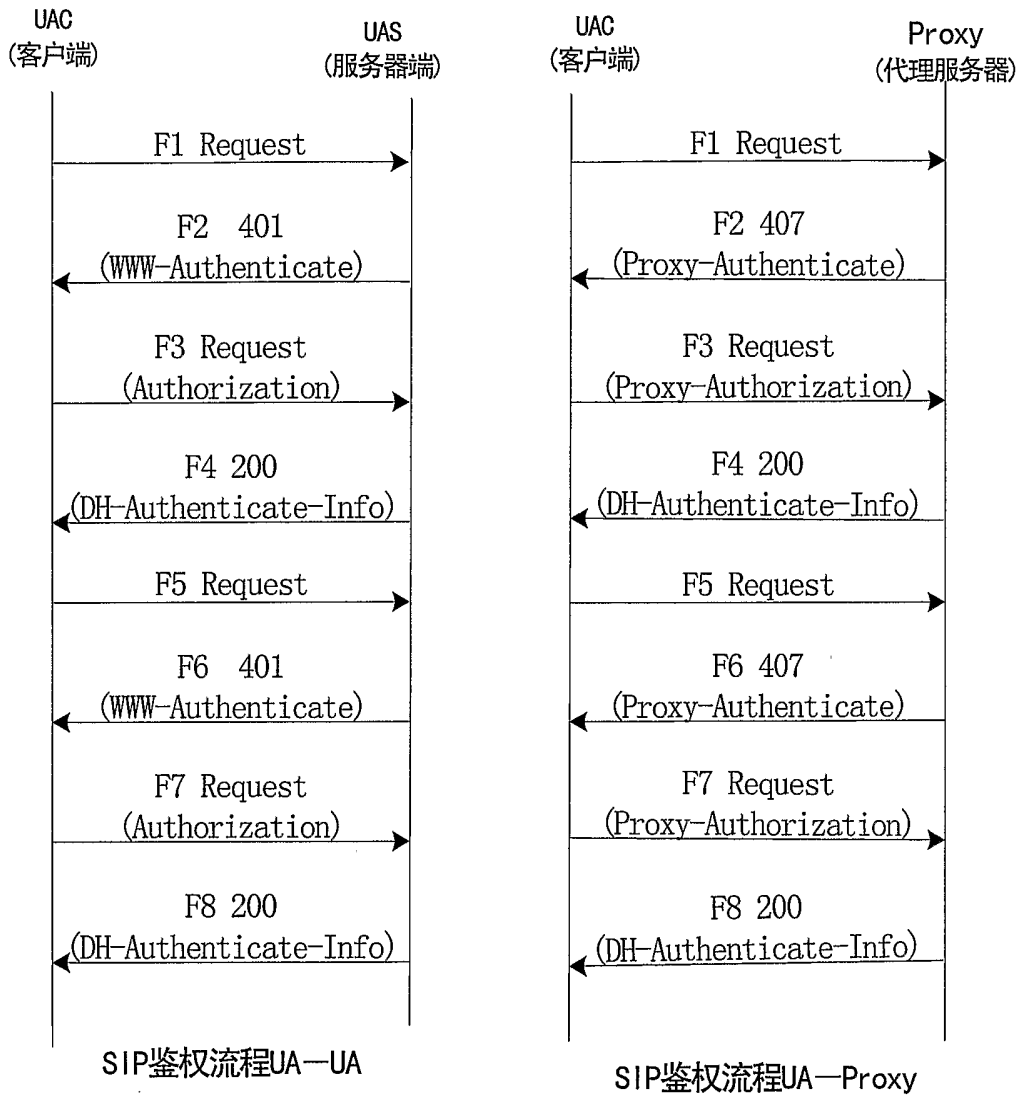 UAC
(客户端)
UAS
(服务器端)
F1 Request
F2 401
(WWW-Authenticate)
F3 Request
(Authorization)
F4 200
(DH-Authenticate-Info)
F5 Request
F6 401
(WWW-Authenticate)
F7 Request
(Authorization)
F8 200
(DH-Authenticate-Info)
SIP鉴权流程UA—UA
UAC
(客户端)
Proxy
(代理服务器)
F1 Request
F2 407
(Proxy-Authenticate)
F3 Request
(Proxy-Authorization)
F4 200
(DH-Authenticate-Info)
F5 Request
F6 407
(Proxy-Authenticate)
F7 Request
(Proxy-Authorization)
F8 200
(DH-Authenticate-Info)
SIP鉴权流程UA—Proxy